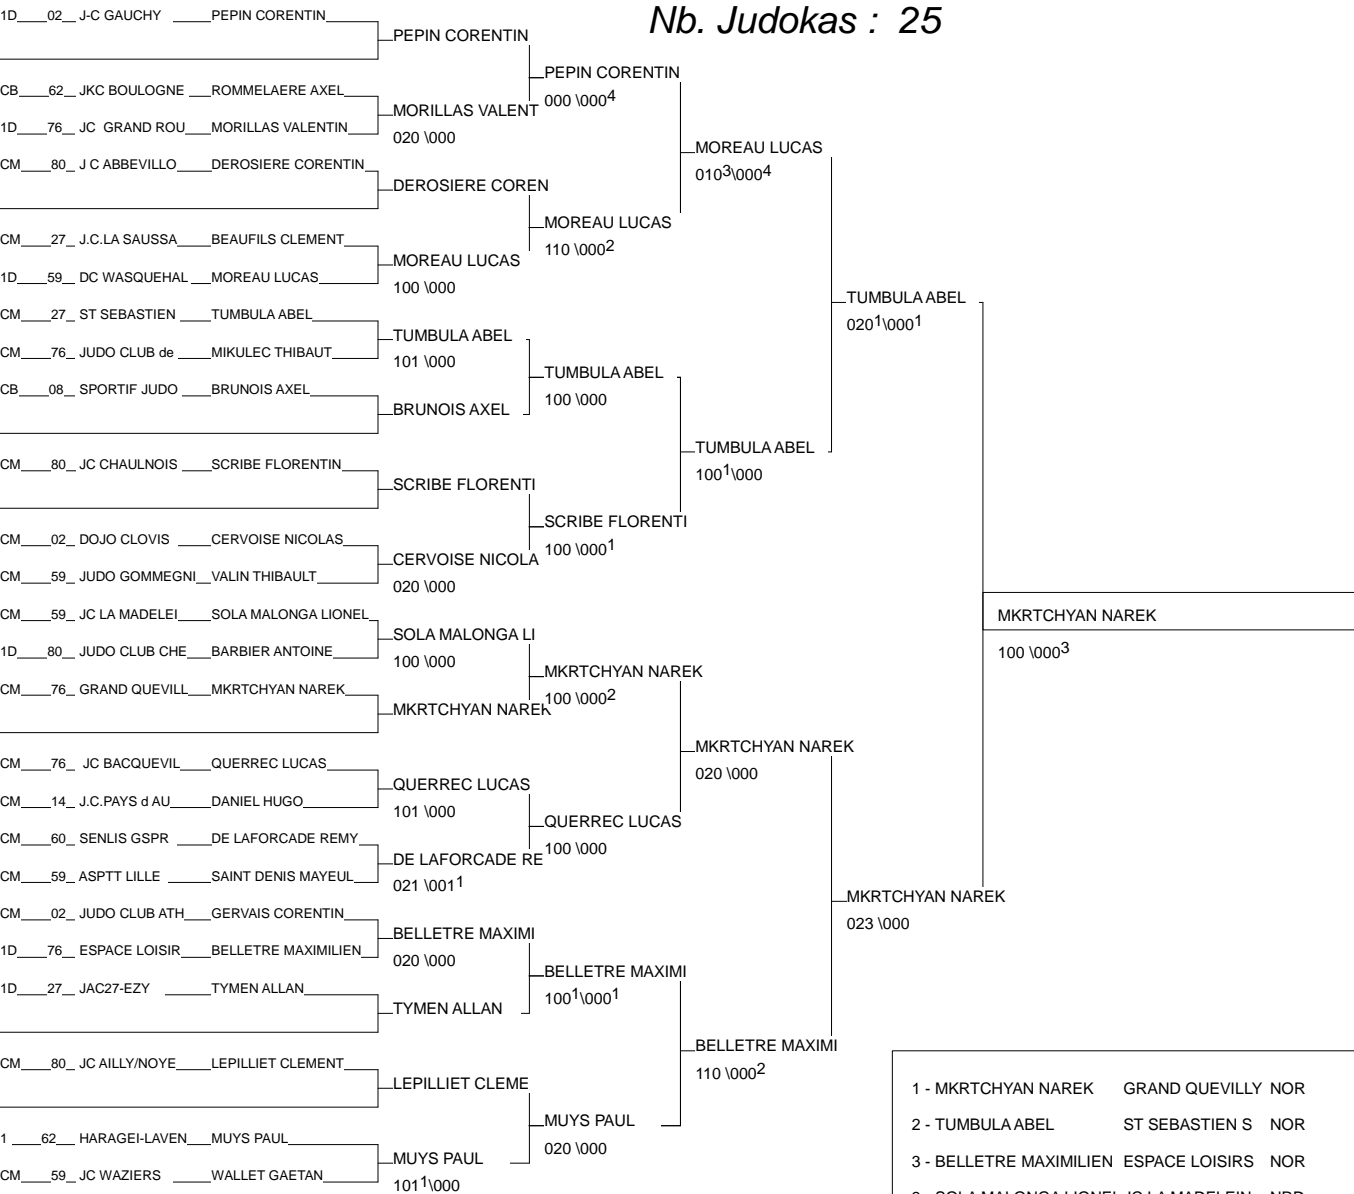 Nb. Judokas : 25
1D 02 J-C GAUCHY PEPIN CORENTIN
CB 62 JKC BOULOGNE ROMMELAERE AXEL
1D 76 JC GRAND ROU MORILLAS VALENTIN
CM 80 J C ABBEVILLO DEROSIERE CORENTIN
CM 27 J.C.LA SAUSSA BEAUFILS CLEMENT
1D 59 DC WASQUEHAL MOREAU LUCAS
CM 27 ST SEBASTIEN TUMBULA ABEL
CM 76 JUDO CLUB de MIKULEC THIBAUT
CB 08 SPORTIF JUDO BRUNOIS AXEL
CM 80 JC CHAULNOIS SCRIBE FLORENTIN
CM 02 DOJO CLOVIS CERVOISE NICOLAS
CM 59 JUDO GOMMEGNI VALIN THIBAULT
CM 59 JC LA MADELEI SOLA MALONGA LIONEL
1D 80 JUDO CLUB CHE BARBIER ANTOINE
CM 76 GRAND QUEVILL MKRTCHYAN NAREK
CM 76 JC BACQUEVIL QUERREC LUCAS
CM 14 J.C.PAYS d AU DANIEL HUGO
CM 60 SENLIS GSPR DE LAFORCADE REMY
CM 59 ASPTT LILLE SAINT DENIS MAYEUL
CM 02 JUDO CLUB ATH GERVAIS CORENTIN
1D 76 ESPACE LOISIR BELLETRE MAXIMILIEN
1D 27 JAC27-EZY TYMEN ALLAN
CM 80 JC AILLY/NOYE LEPILLIET CLEMENT
1 62 HARAGEI-LAVEN MUYS PAUL
CM 59 JC WAZIERS WALLET GAETAN
PEPIN CORENTIN
MORILLAS VALENT
020 \000
DEROSIERE COREN
MOREAU LUCAS
100 \000
TUMBULA ABEL
101 \000
BRUNOIS AXEL
SCRIBE FLORENTI
CERVOISE NICOLA
020 \000
SOLA MALONGA LI
100 \000
MKRTCHYAN NAREK
QUERREC LUCAS
101 \000
DE LAFORCADE RE
021 \0011
BELLETRE MAXIMI
020 \000
TYMEN ALLAN
LEPILLIET CLEME
MUYS PAUL
1011\000
PEPIN CORENTIN
000 \0004
MOREAU LUCAS
110 \0002
TUMBULA ABEL
100 \000
SCRIBE FLORENTI
100 \0001
MKRTCHYAN NAREK
100 \0002
QUERREC LUCAS
100 \000
BELLETRE MAXIMI
1001\0001
MUYS PAUL
020 \000
MOREAU LUCAS
0103\0004
TUMBULA ABEL
1001\000
MKRTCHYAN NAREK
020 \000
BELLETRE MAXIMI
110 \0002
TUMBULA ABEL
0201\0001
MKRTCHYAN NAREK
023 \000
MKRTCHYAN NAREK
100 \0003
1 - MKRTCHYAN NAREK GRAND QUEVILLY NOR
2 - TUMBULA ABEL ST SEBASTIEN S NOR
3 - BELLETRE MAXIMILIEN ESPACE LOISIRS NOR
3 - SOLA MALONGA LIONEL JC LA MADELEIN NRD